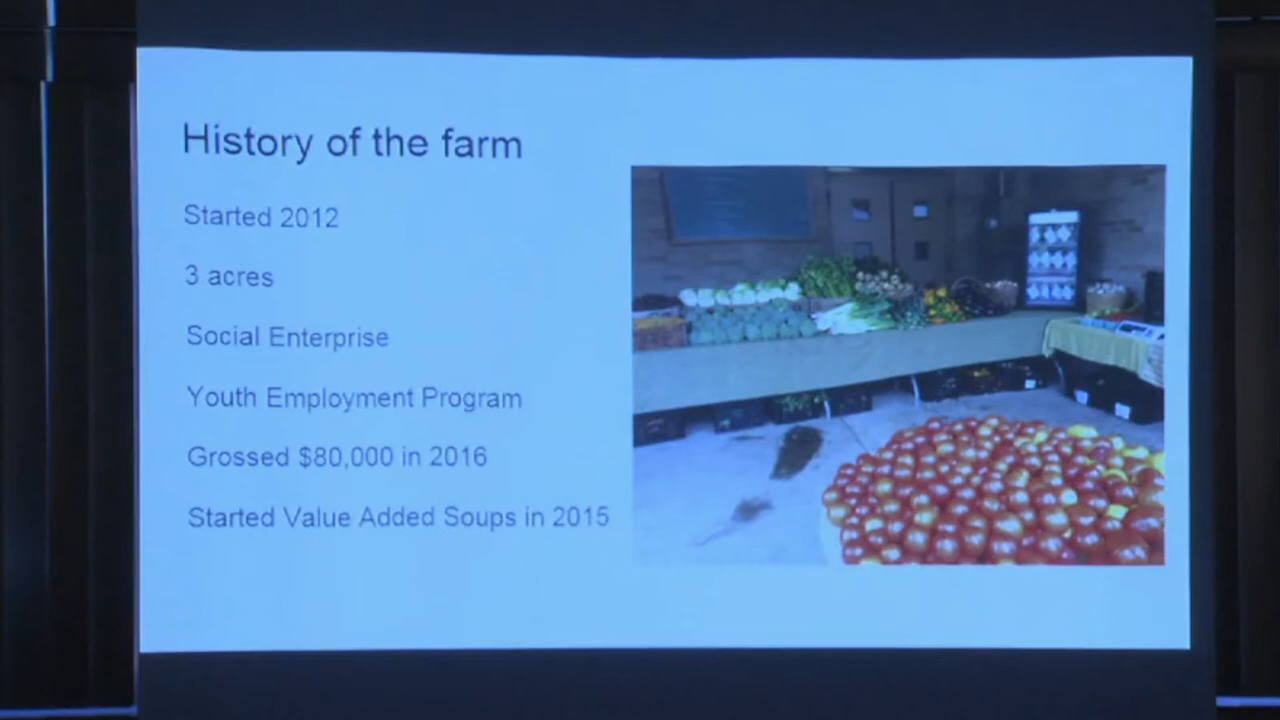 History of the farm
Started 2012
3 acres
Social Enterprise
Youth Employment Program
Grossed $80,000 in 2016
Started Value Added Soups in 2015